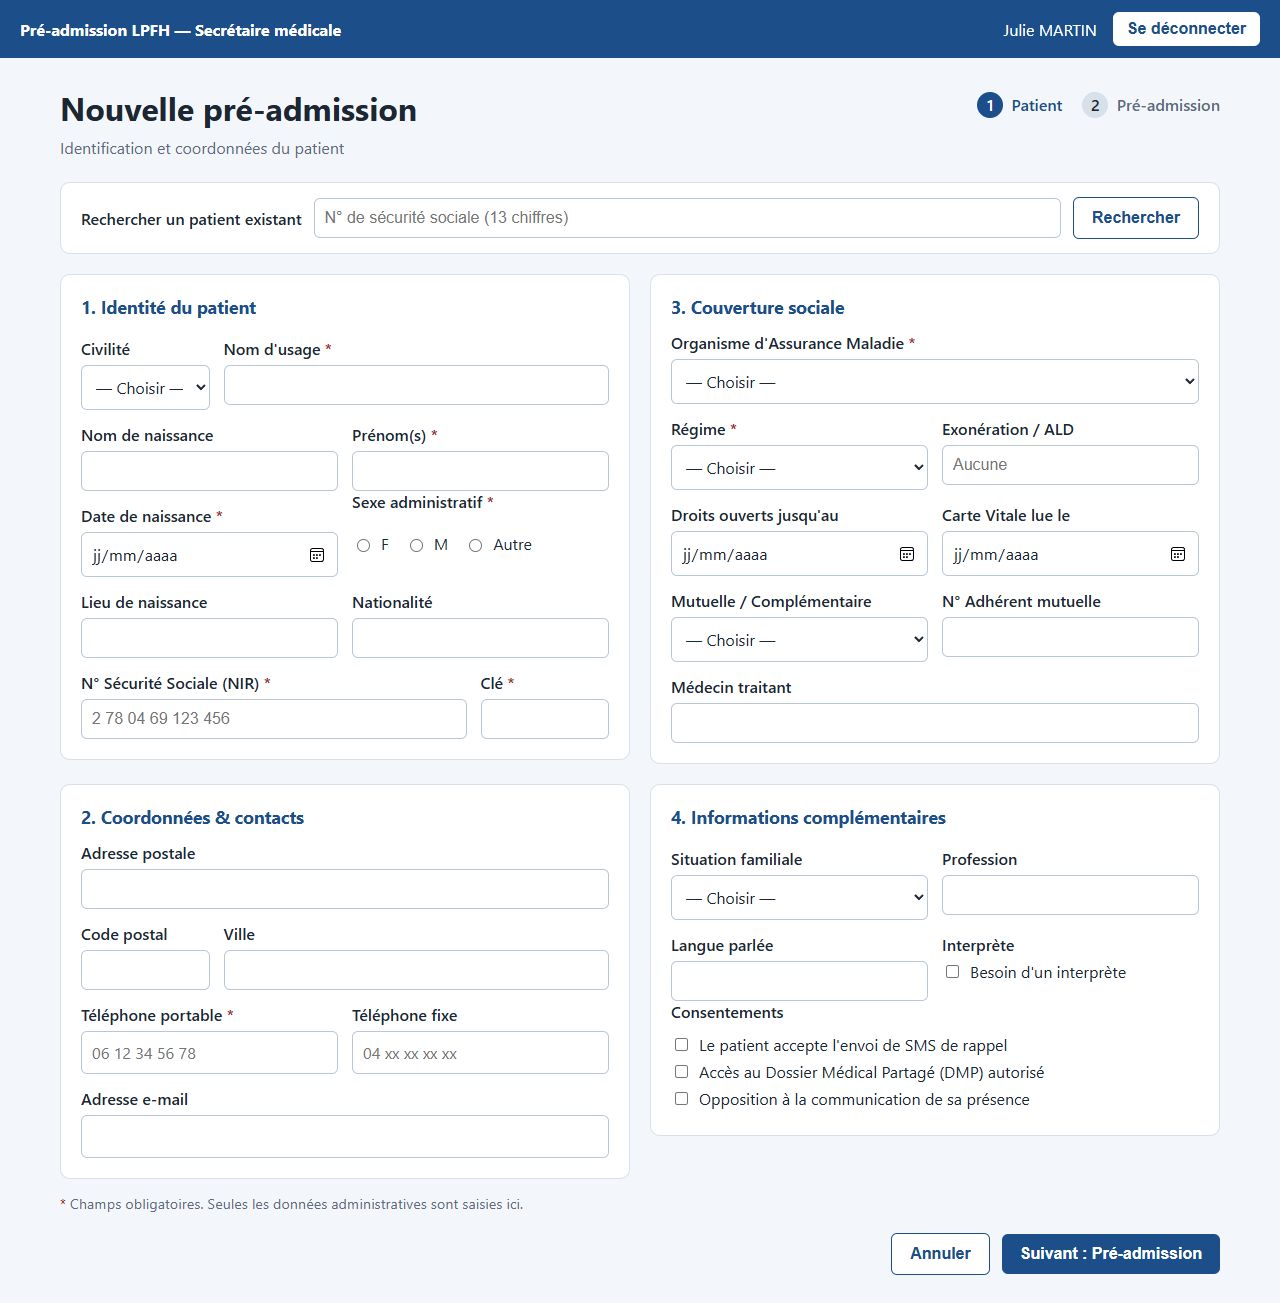 Pré-admission LPFH — Secrétaire médicale
Julie MARTIN
Se déconnecter
Nouvelle pré-admission
1 Patient 2 Pré-admission
Identification et coordonnées du patient
Rechercher un patient existant
N° de sécurité sociale (13 chiffres)
Rechercher
1. Identité du patient
Civilité
— Choisir —
Nom d'usage *
Nom de naissance
Prénom(s) *
Date de naissance *
jj/mm/aaaa
Sexe administratif *
F M Autre
Lieu de naissance
Nationalité
N° Sécurité Sociale (NIR) *
2 78 04 69 123 456
Clé *
3. Couverture sociale
Organisme d'Assurance Maladie *
— Choisir —
Régime *
— Choisir —
Exonération / ALD
Aucune
Droits ouverts jusqu'au
jj/mm/aaaa
Carte Vitale lue le
jj/mm/aaaa
Mutuelle / Complémentaire
— Choisir —
N° Adhérent mutuelle
Médecin traitant
2. Coordonnées & contacts
Adresse postale
Code postal
Ville
Téléphone portable *
06 12 34 56 78
Téléphone fixe
04 xx xx xx xx
Adresse e-mail
4. Informations complémentaires
Situation familiale
— Choisir —
Profession
Langue parlée
Interprète
Besoin d'un interprète
Consentements
Le patient accepte l'envoi de SMS de rappel
Accès au Dossier Médical Partagé (DMP) autorisé
Opposition à la communication de sa présence
* Champs obligatoires. Seules les données administratives sont saisies ici.
Annuler
Suivant : Pré-admission